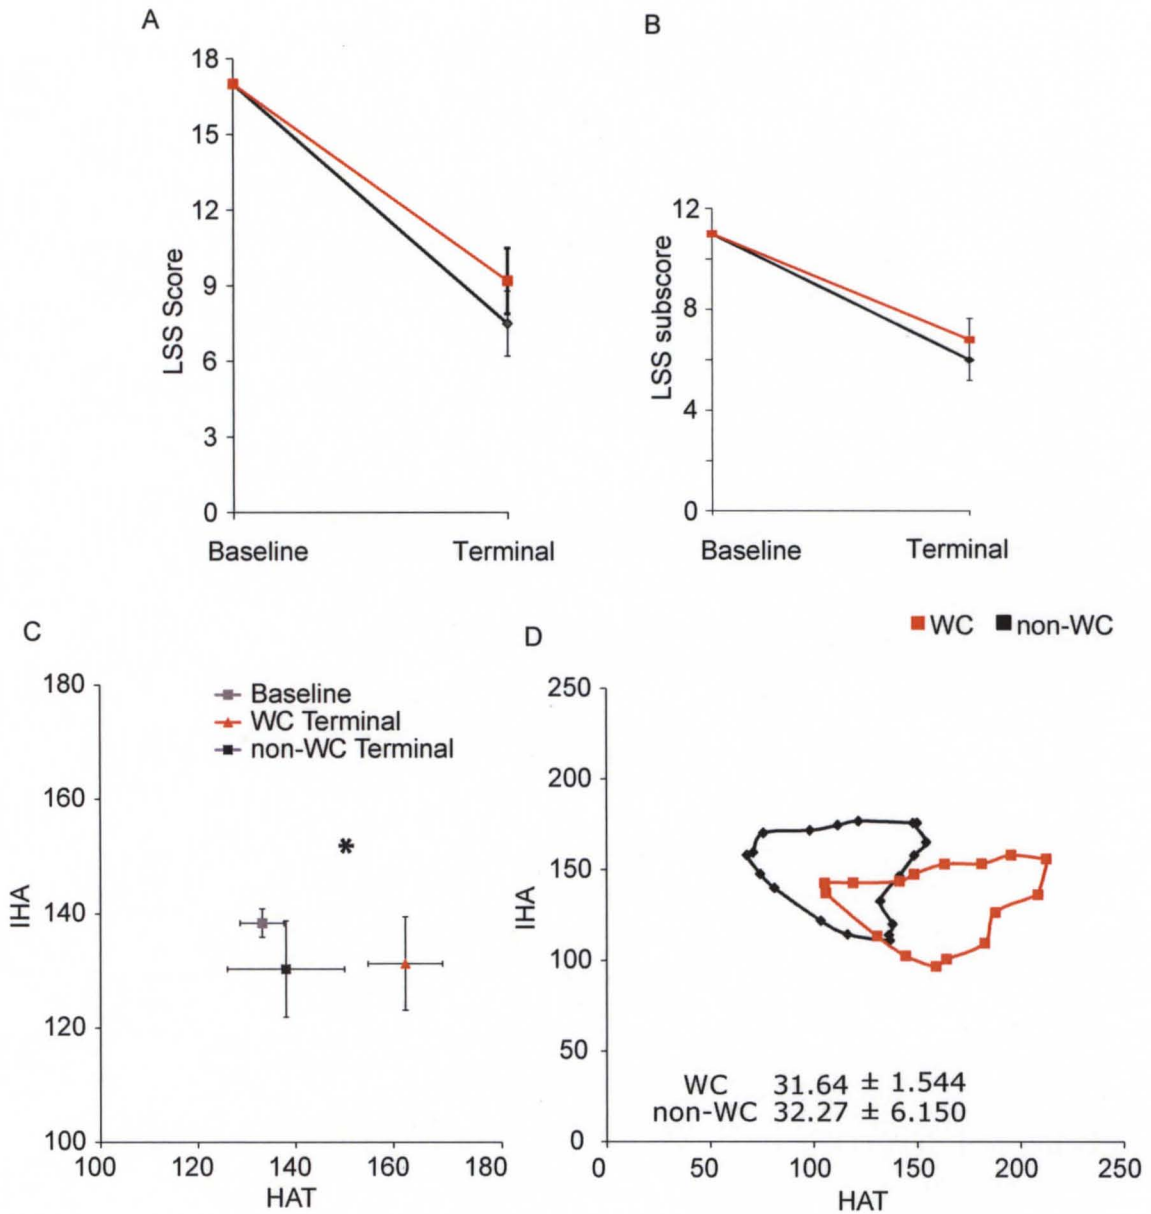 A
18
15
12
9
6
3
0
LSS Score
Baseline Terminal
B
12
8
4
0
LSS subscore
Baseline Terminal
WC non-WC
C
180
160
140
120
100
IHA
Baseline
WC Terminal
non-WC Terminal
*
100 120 140 160 180
HAT
D
250
200
150
100
50
0
IHA
WC 31.64 ± 1.544
non-WC 32.27 ± 6.150
0 50 100 150 200 250
HAT